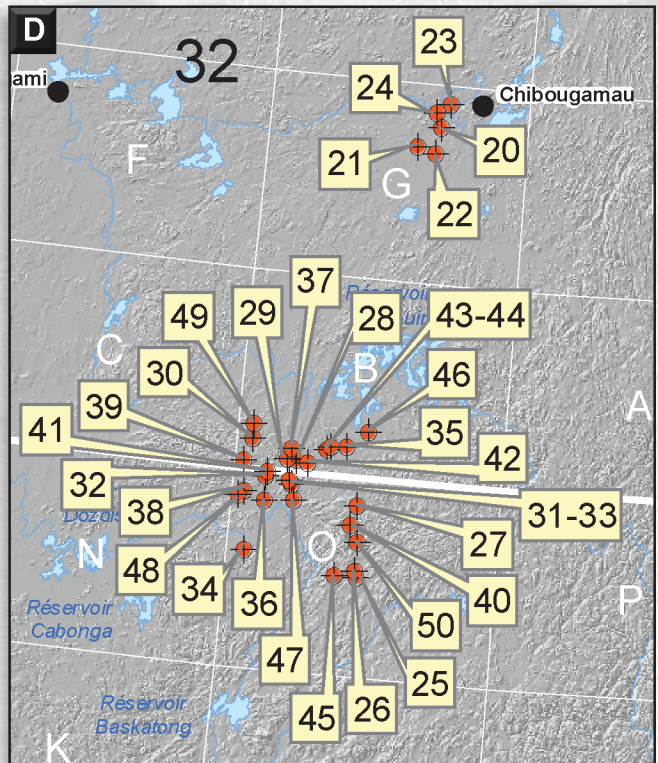 D
32
23
ami
24
Chibougamau
F
21
20
G
22
37
49
29
28
43-44
C
30
B
46
39
A
41
35
42
32
38
31-33
N
O
27
48
34
36
40
P
Réservoir
Cabonga
50
47
25
Réservoir
Baskatong
45
26
K